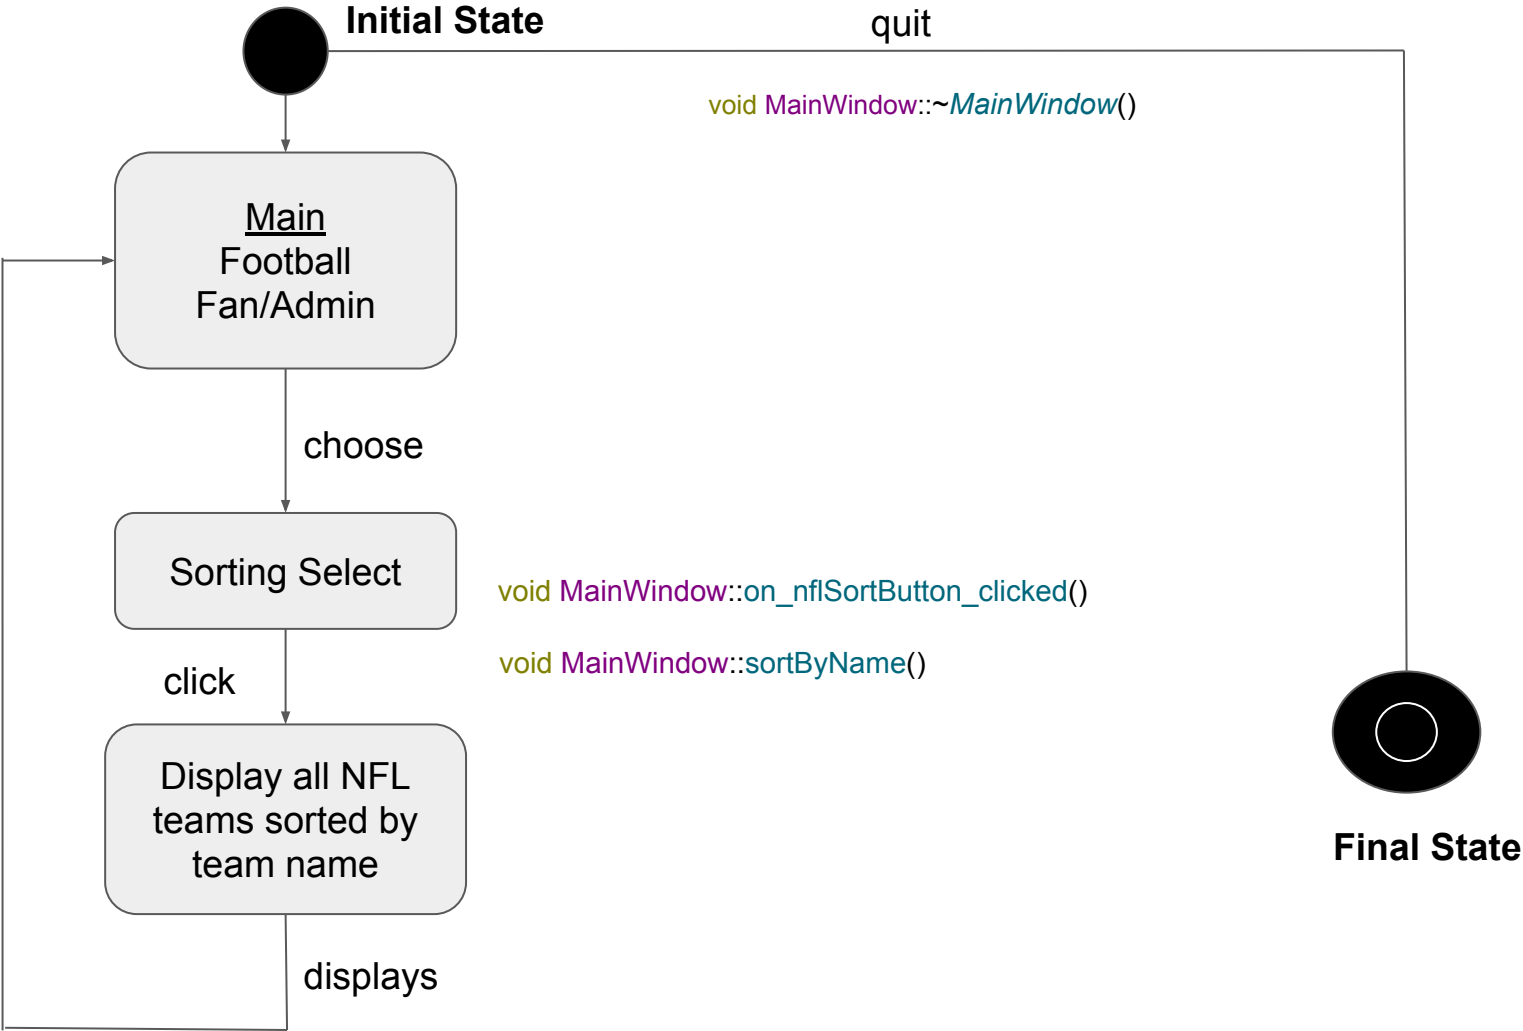 Initial State
quit
void MainWindow::~MainWindow()
Main
Football
Fan/Admin
choose
Sorting Select
void MainWindow::on_nflSortButton_clicked()
void MainWindow::sortByName()
click
Display all NFL
teams sorted by
team name
Final State
displays